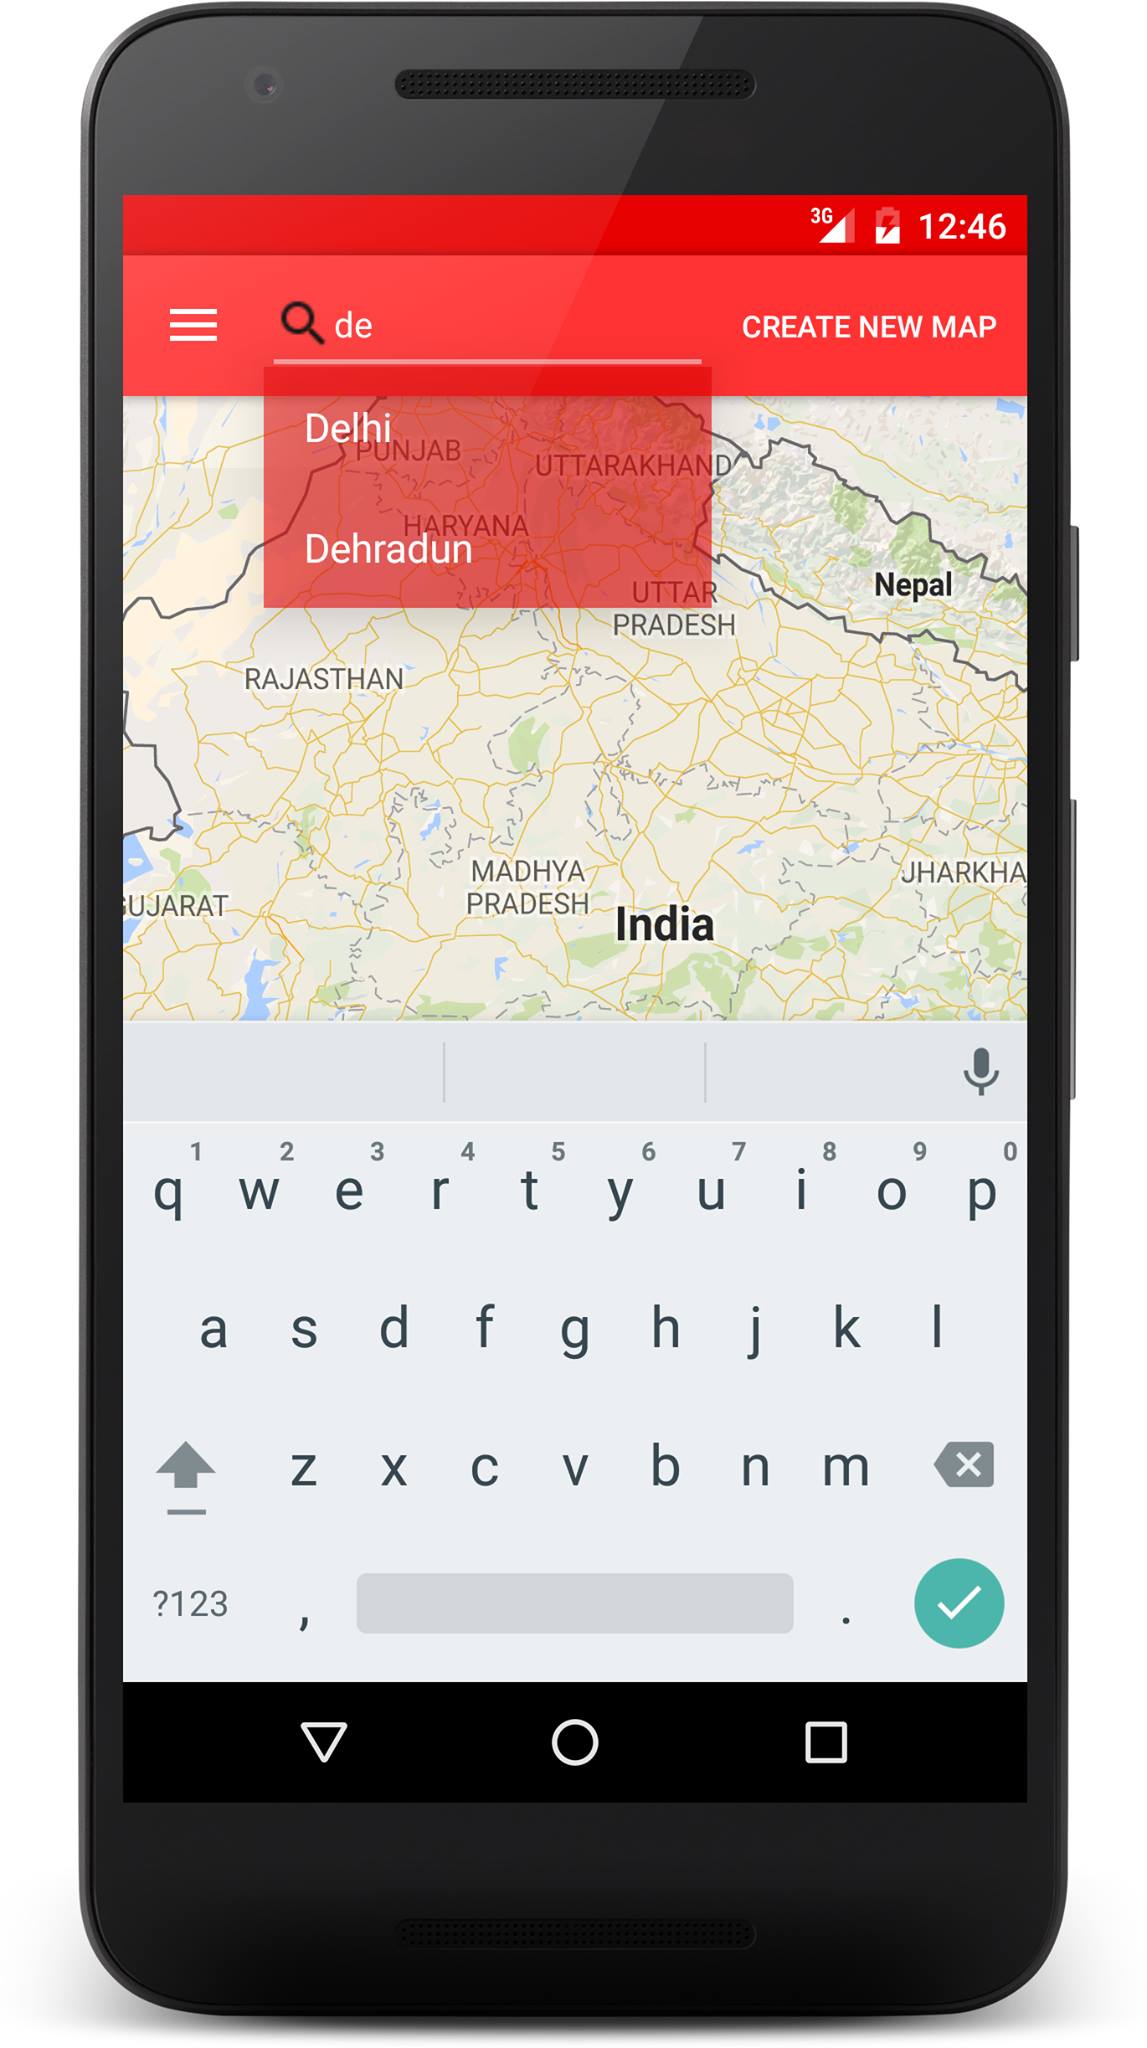 3G 12:46
de CREATE NEW MAP
Delhi
PUNJAB
UTTARAKHAND
HARYANA
Dehradun
Nepal
UTTAR
PRADESH
RAJASTHAN
MADHYA
PRADESH
JHARKHA
GUJARAT
India
1 2 3 4 5 6 7 8 9 0
q w e r t y u i o p
a s d f g h j k l
z x c v b n m
?123 , .